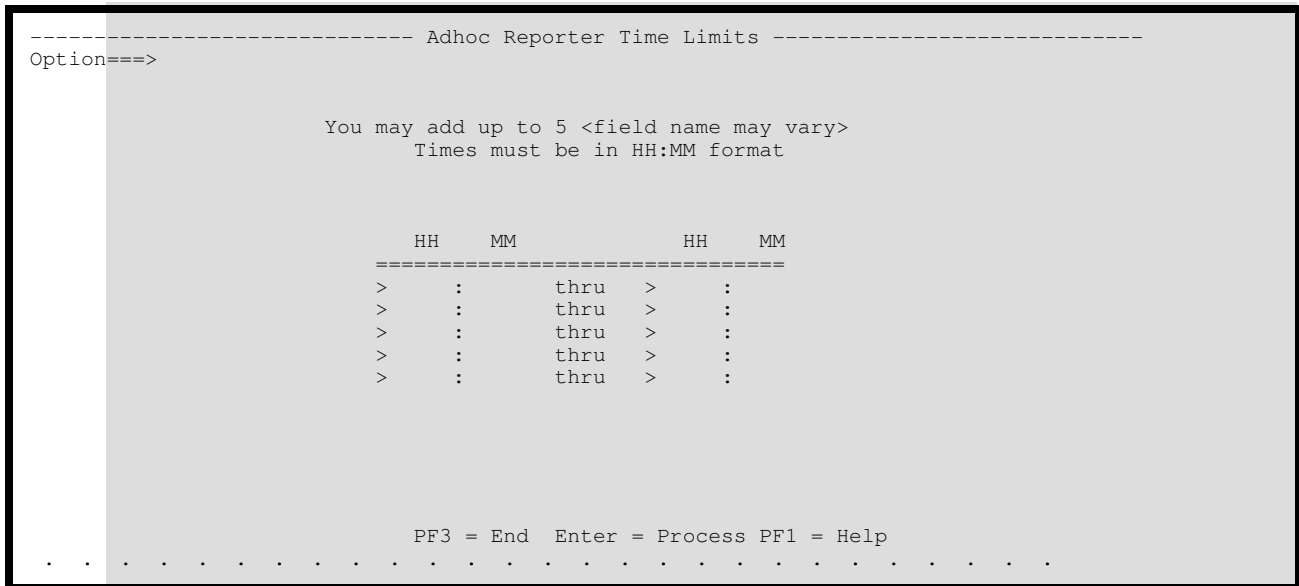 ------------------------------ Adhoc Reporter Time Limits -----------------------------
Option===>
You may add up to 5 <field name may vary>
Times must be in HH:MM format
HH MM HH MM
================================
> : thru > :
> : thru > :
> : thru > :
> : thru > :
> : thru > :
PF3 = End Enter = Process PF1 = Help
. . . . . . . . . . . . . . . . . . . . . . . . . . .